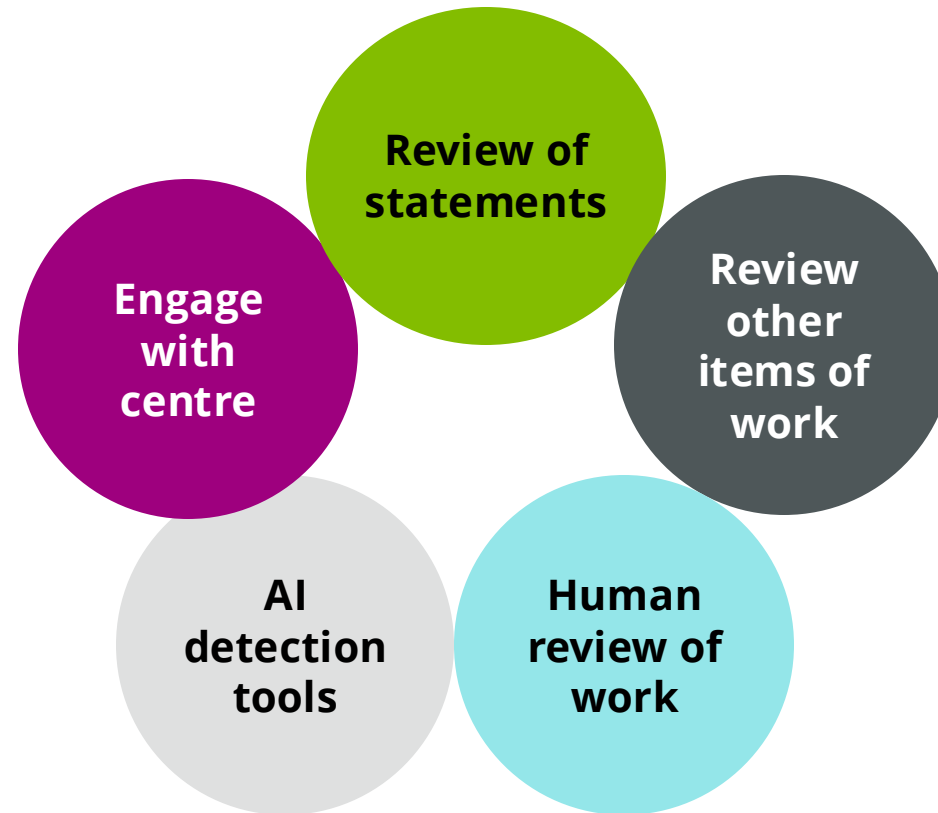 Review of
statements
Review
other
items of
work
Engage
with
centre
AI
detection
tools
Human
review of
work